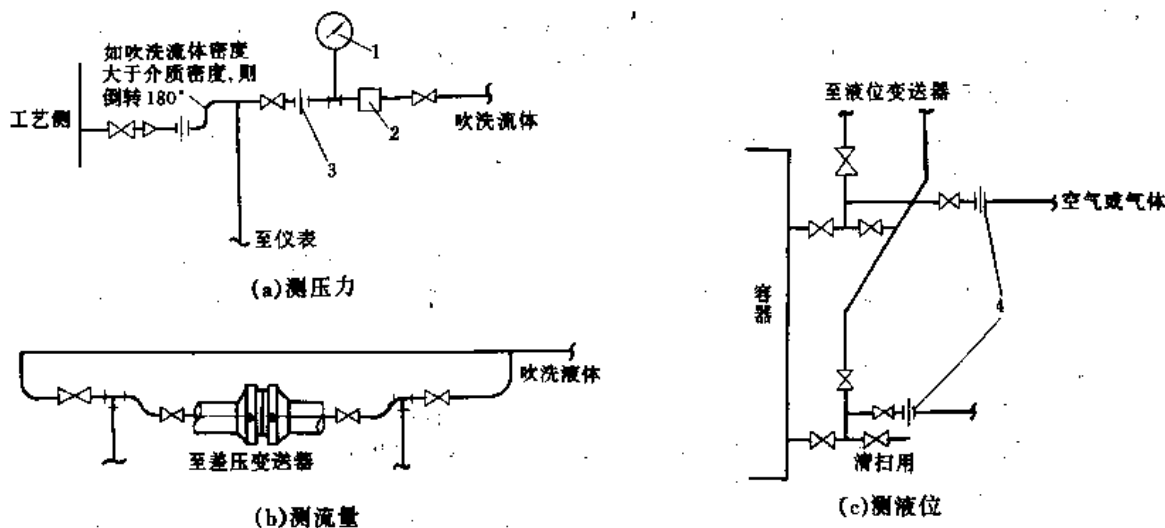 如吹洗流体密度
大于介质密度,则
倒转180°
工艺侧
1
2
3
吹洗流体
至仪表
(a)测压力
吹洗液体
至差压变送器
(b)测流量
至液位变送器
空气或气体
容器
4
清扫用
(c)测液位